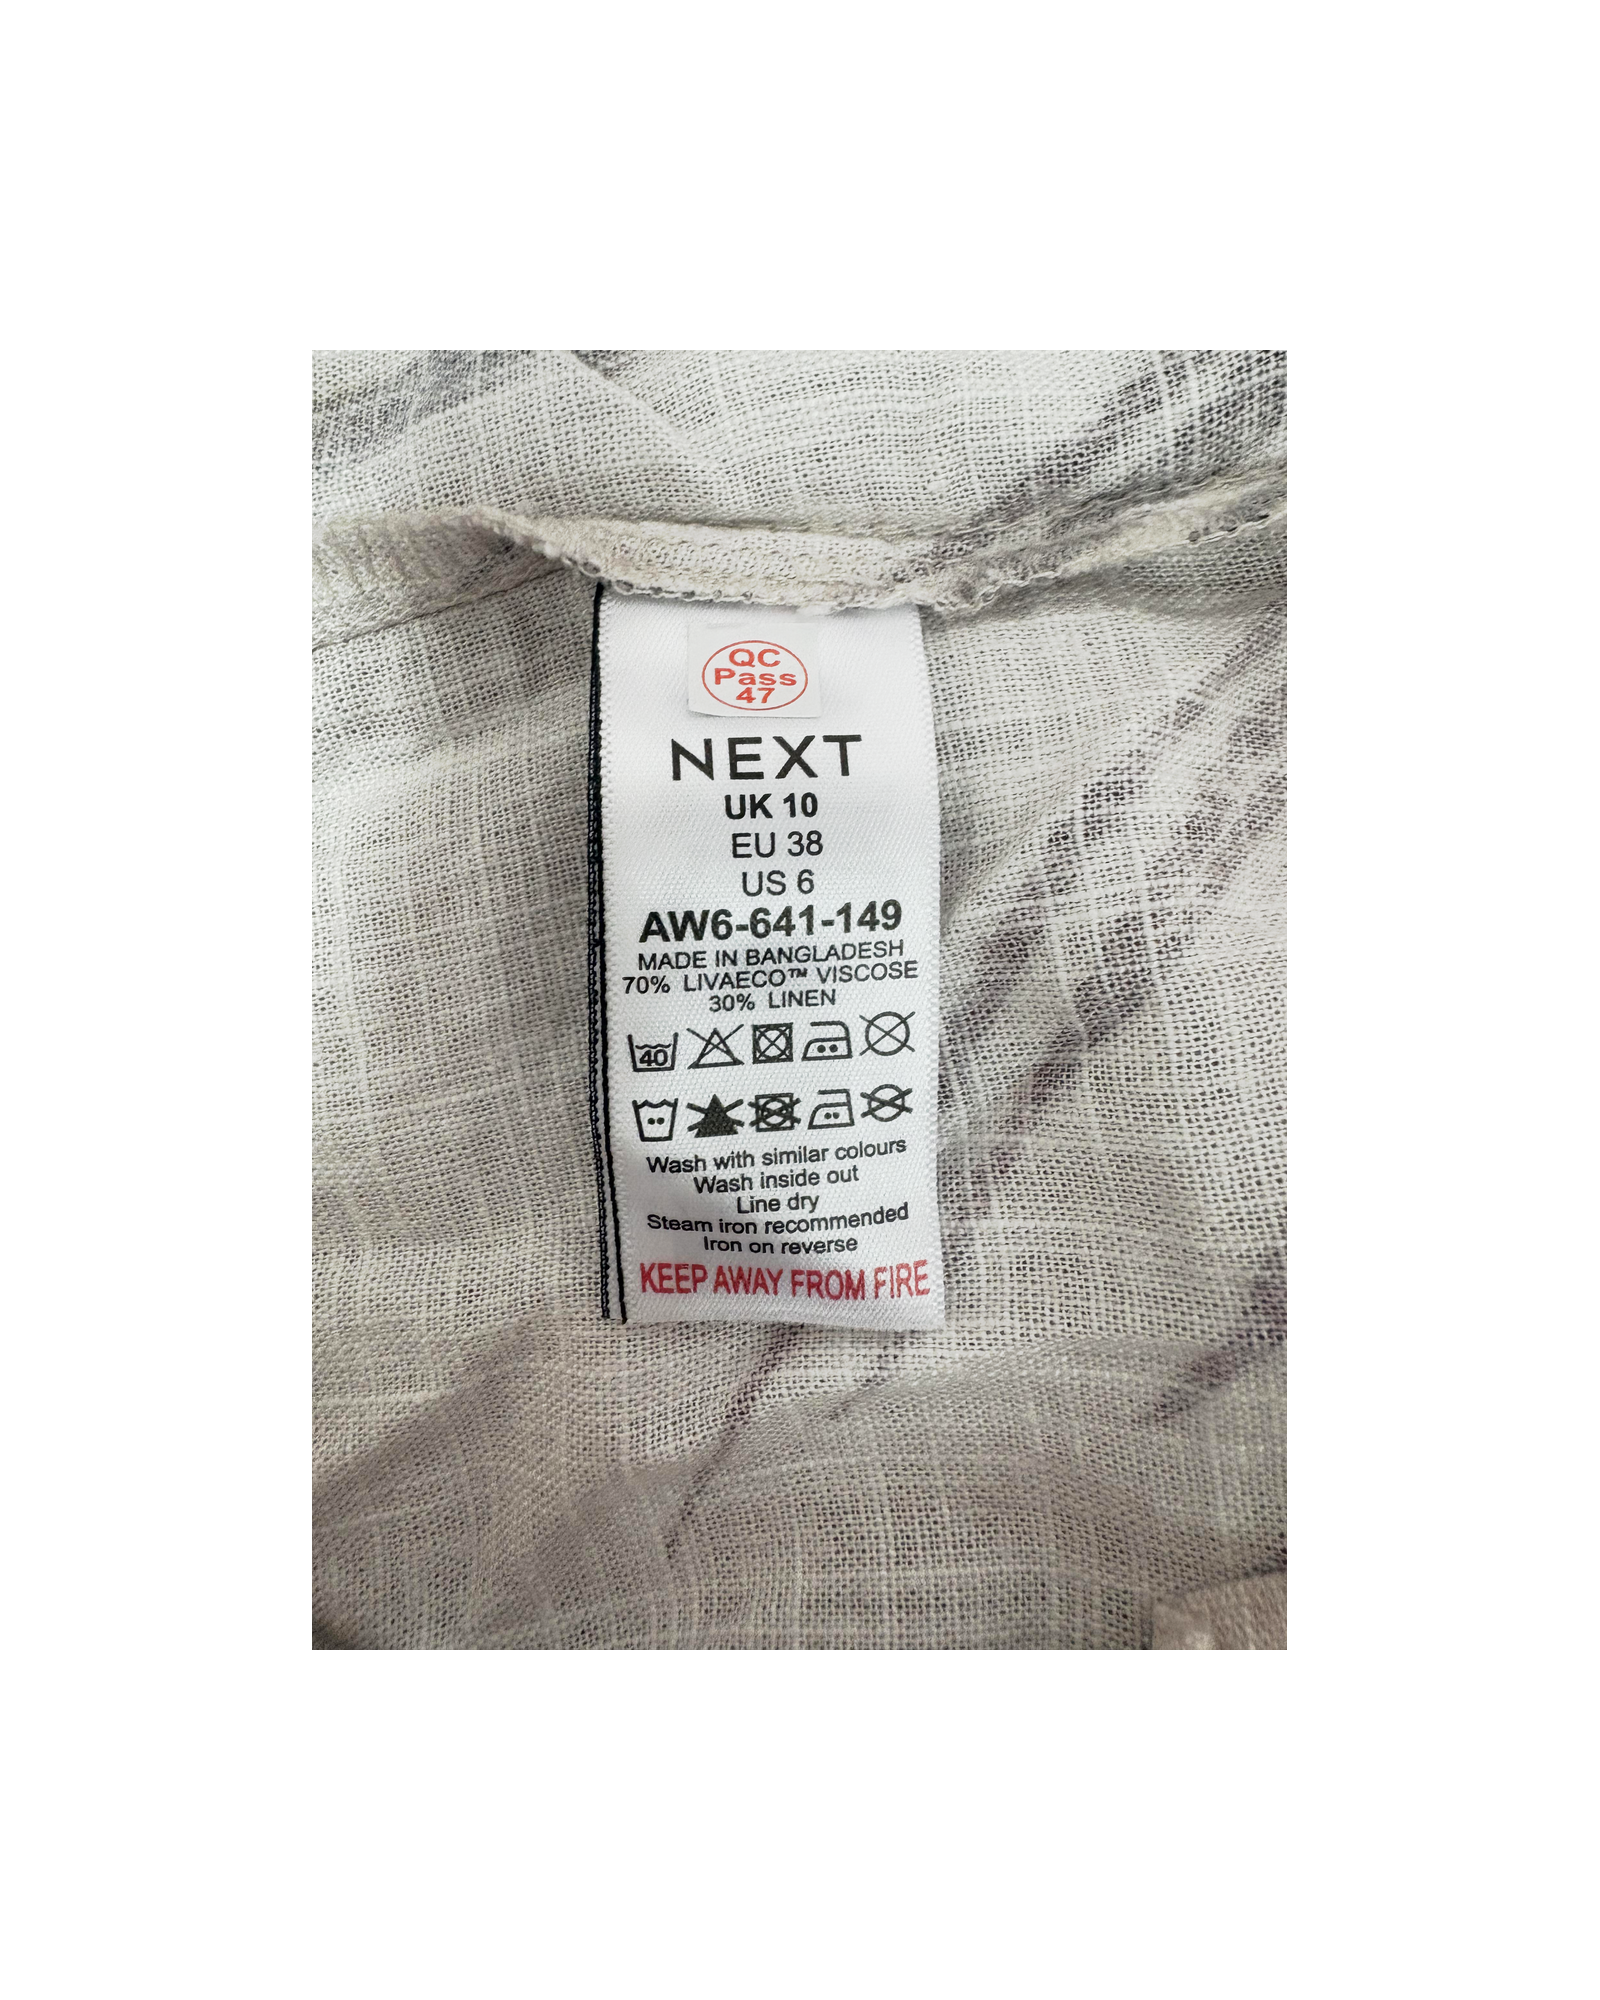 QC
Pass
47
NEXT
UK 10
EU 38
US 6
AW6-641-149
MADE IN BANGLADESH
70% LIVAECO™ VISCOSE
30% LINEN
40
Wash with similar colours
Wash inside out
Line dry
Steam iron recommended
Iron on reverse
KEEP AWAY FROM FIRE